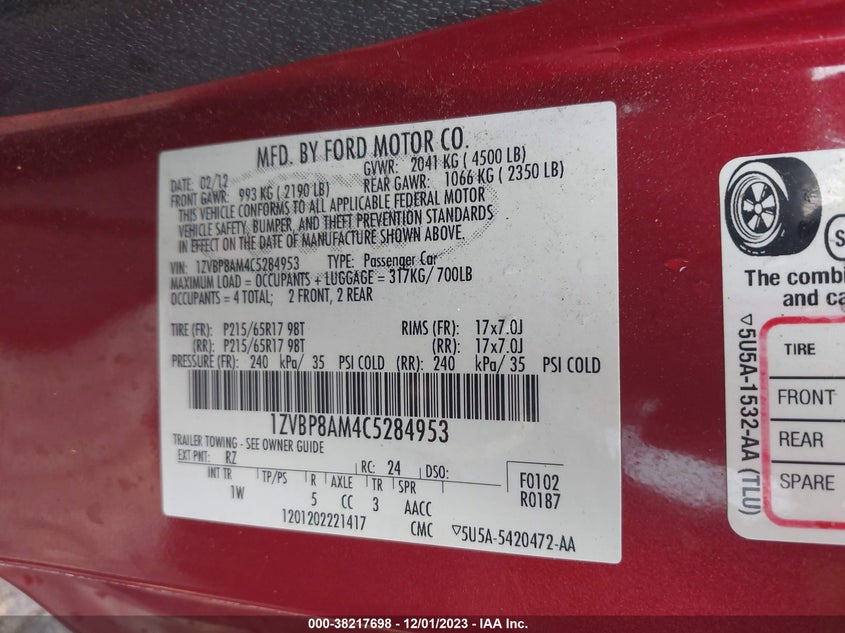 MFD. BY FORD MOTOR CO.
DATE: 02/12 GVWR: 2041 KG ( 4500 LB)
FRONT GAWR: 993 KG ( 2190 LB) REAR GAWR: 1066 KG ( 2350 LB)
THIS VEHICLE CONFORMS TO ALL APPLICABLE FEDERAL MOTOR
VEHICLE SAFETY, BUMPER, AND THEFT PREVENTION STANDARDS
IN EFFECT ON THE DATE OF MANUFACTURE SHOWN ABOVE.
VIN: 1ZVBP8AM4C5284953 TYPE: Passenger Car
MAXIMUM LOAD = OCCUPANTS + LUGGAGE = 317KG/ 700LB
OCCUPANTS = 4 TOTAL; 2 FRONT, 2 REAR
TIRE (FR): P215/65R17 98T RIMS (FR): 17x7.0J
(RR): P215/65R17 98T (RR): 17x7.0J
PRESSURE (FR): 240 kPa/ 35 PSI COLD (RR): 240 kPa/ 35 PSI COLD
1ZVBP8AM4C5284953
TRAILER TOWING - SEE OWNER GUIDE
EXT PNT: RZ RC: 24 DSO: F0102
INT TR TP/PS R AXLE TR SPR R0187
1W 5 CC 3 AACC
1201202221417 CMC ▽5U5A-5420472-AA
The combi
and ca
TIRE
FRONT
REAR
SPARE
▽5U5A-1532-AA (TLU)
000-38217698 - 12/01/2023 - IAA Inc.